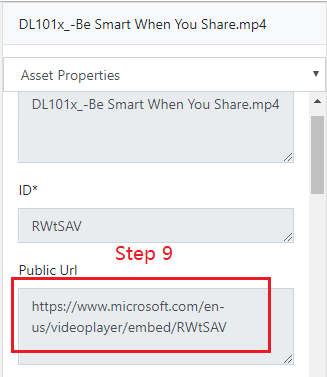 DL101x_-Be Smart When You Share.mp4
Asset Properties
DL101x_-Be Smart When You Share.mp4
ID*
RWtSAV
Step 9
Public Url
https://www.microsoft.com/en-
us/videoplayer/embed/RWtSAV